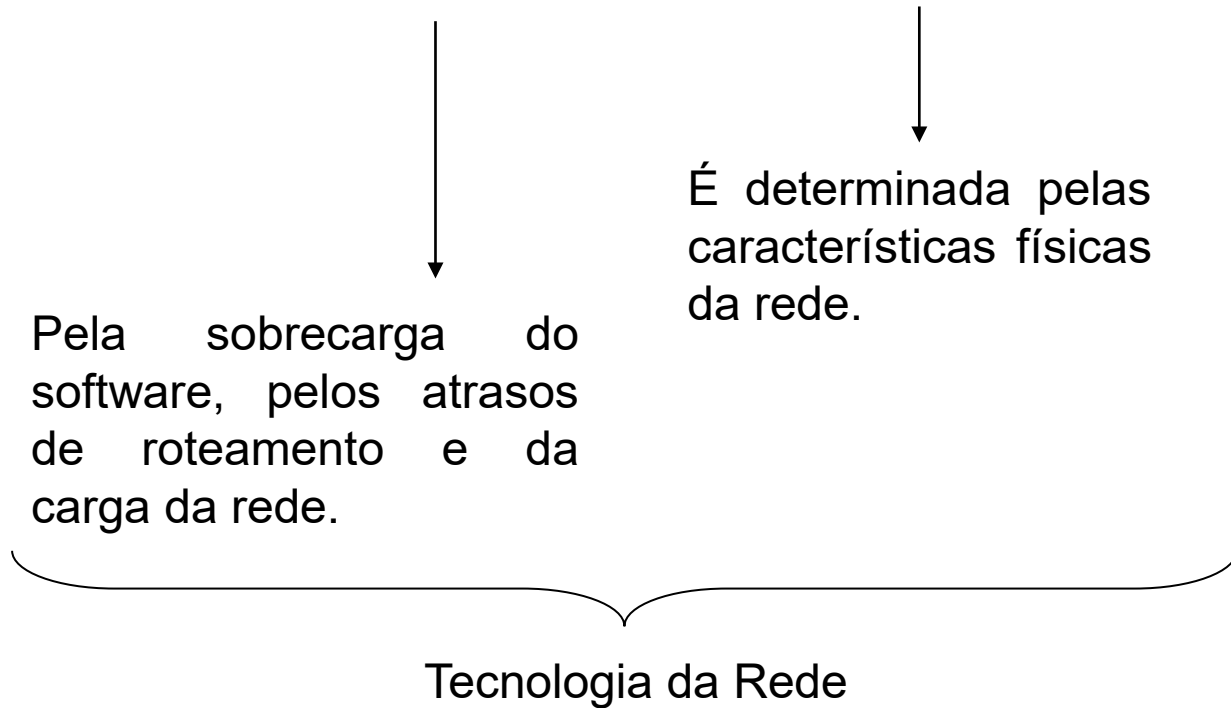 É determinada pelas
características físicas
da rede.
Pela sobrecarga do
software, pelos atrasos
de roteamento e da
carga da rede.
Tecnologia da Rede